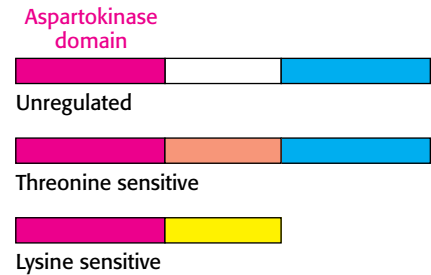 Aspartokinase
domain
Unregulated
Threonine sensitive
Lysine sensitive